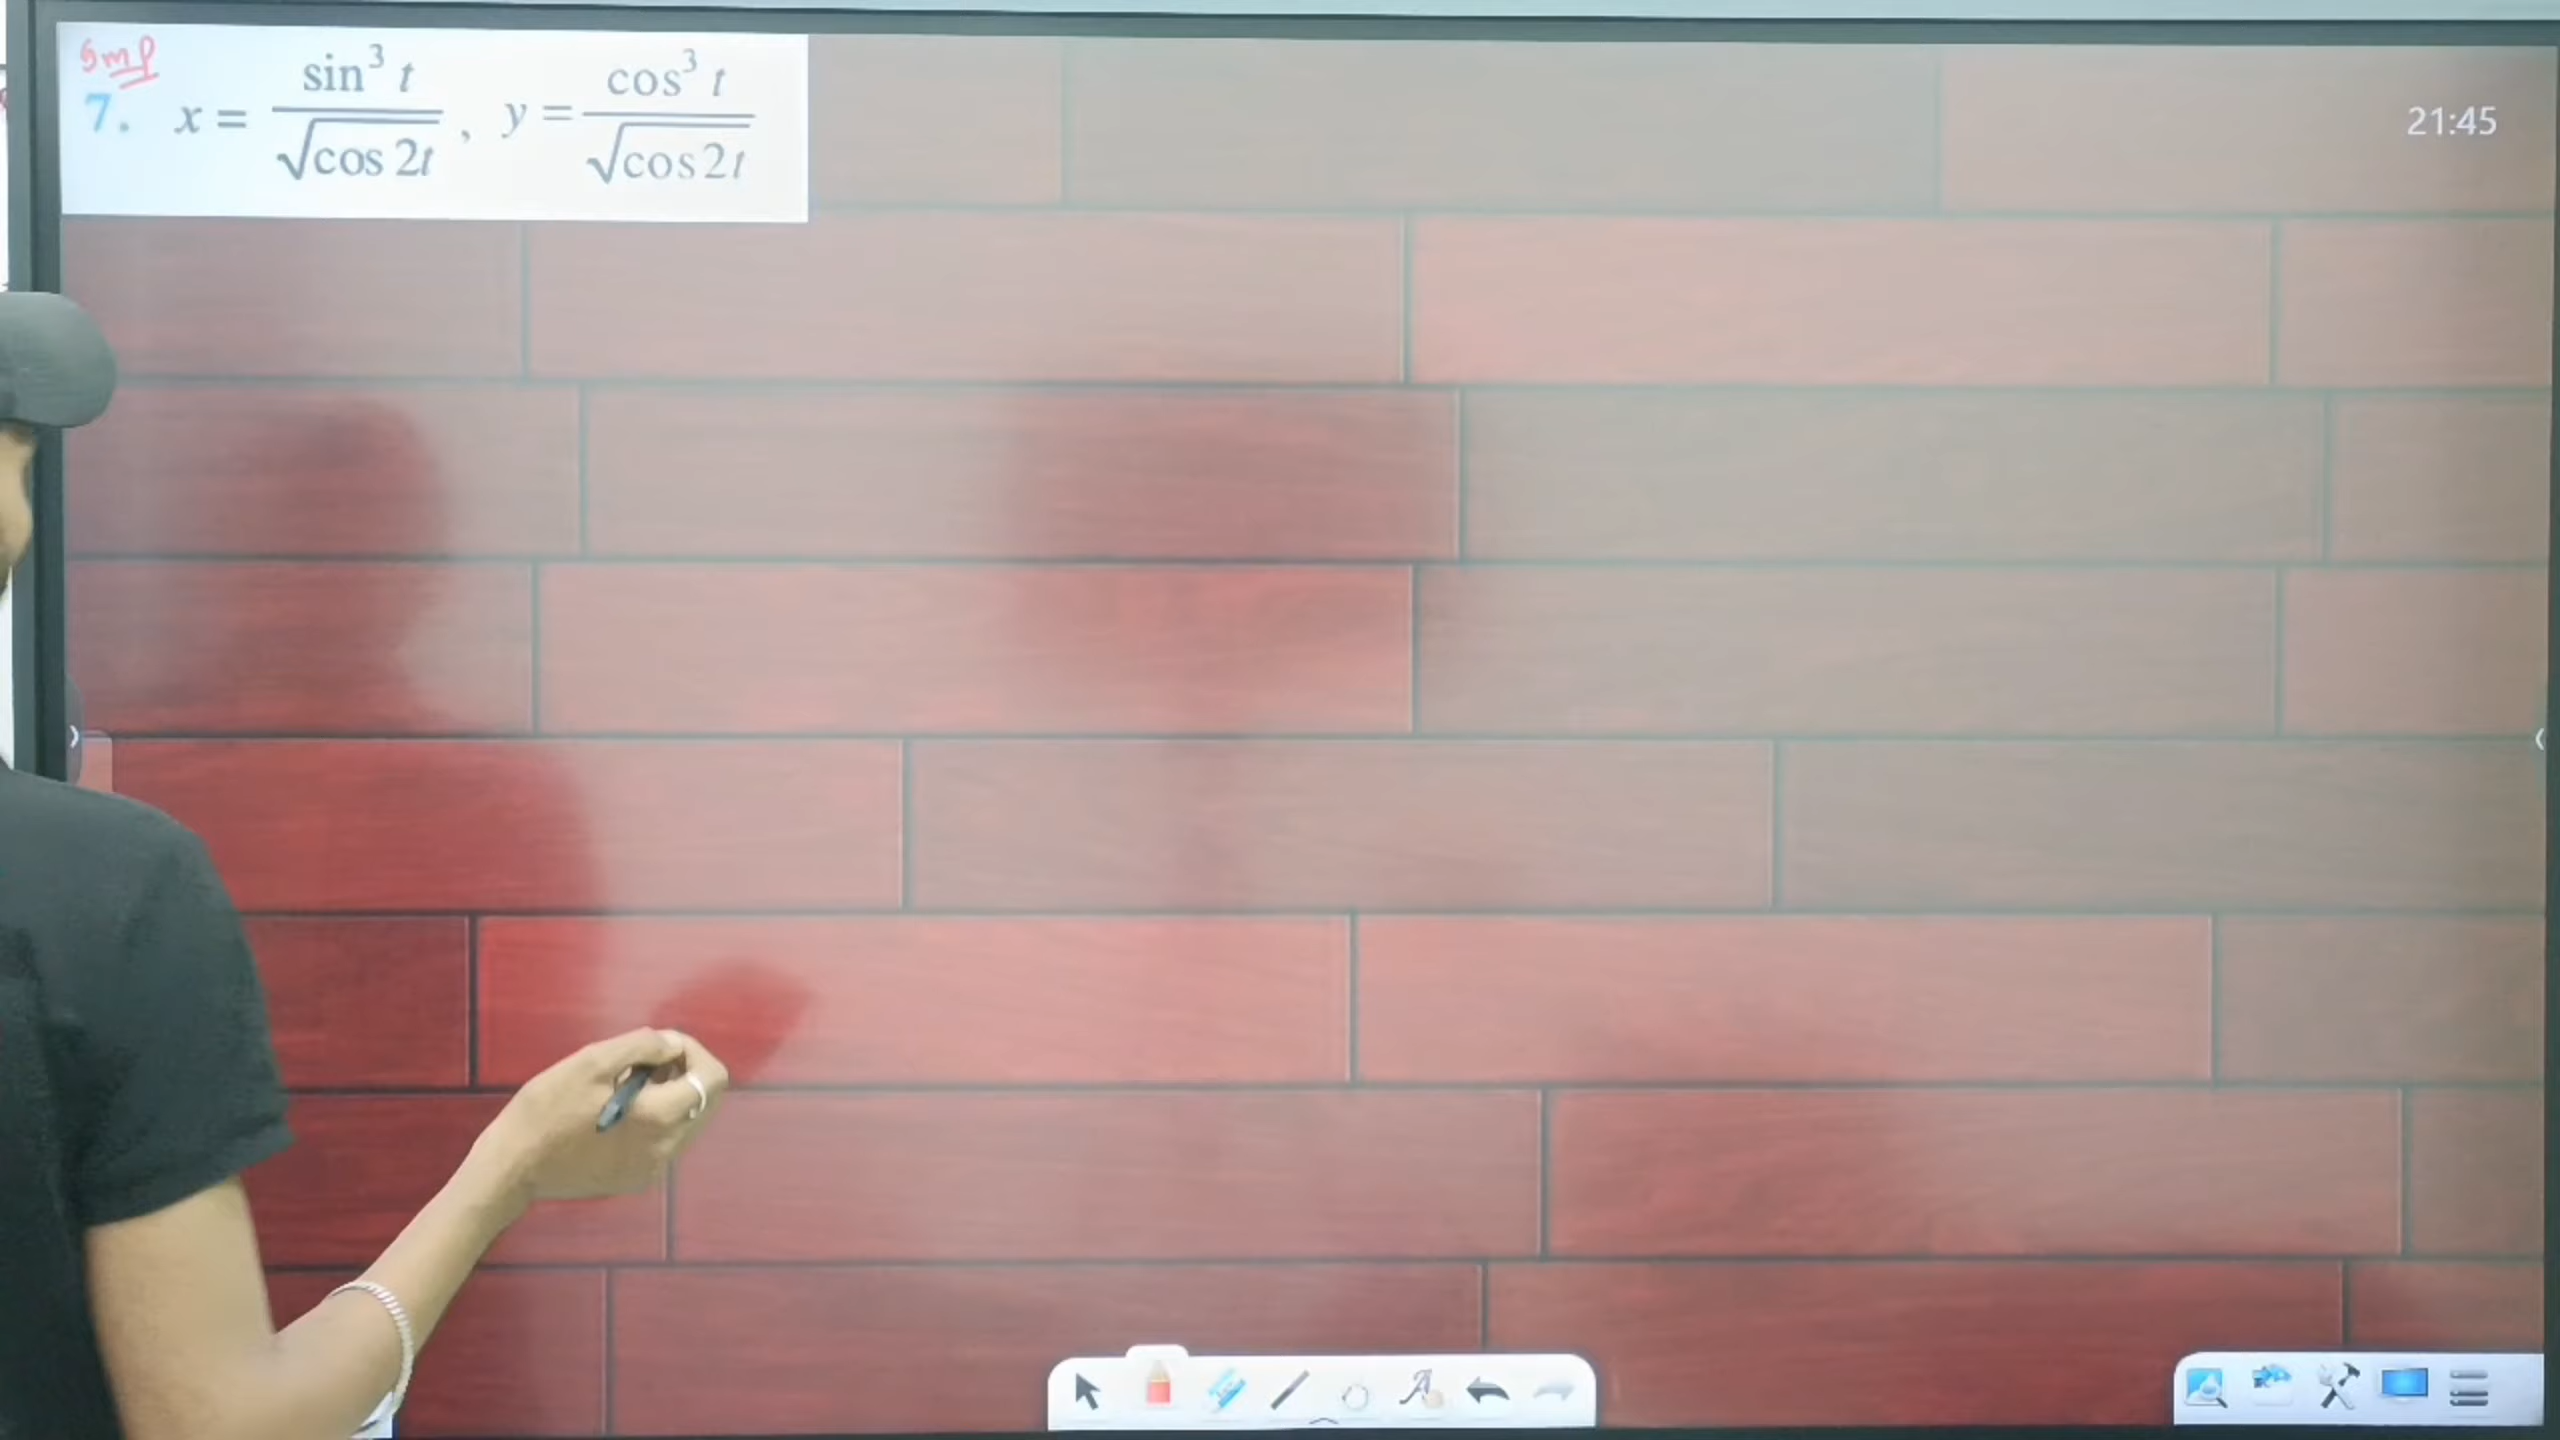 Imp
7. x = sin³ t / √cos 2t , y = cos³ t / √cos 2t
21:45